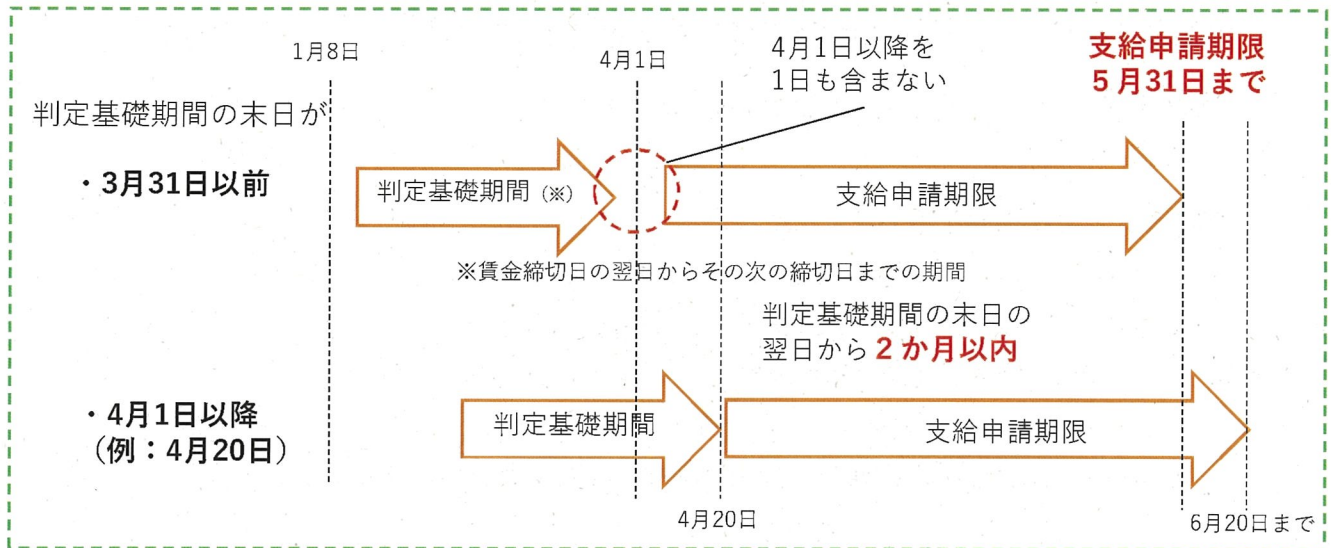 1月8日
4月1日
4月1日以降を
1日も含まない
支給申請期限
5月31日まで
判定基礎期間の末日が
・3月31日以前
判定基礎期間（※）
支給申請期限
※賃金締切日の翌日からその次の締切日までの期間
判定基礎期間の末日の
翌日から２か月以内
・4月1日以降
（例：4月20日）
判定基礎期間
支給申請期限
4月20日
6月20日まで